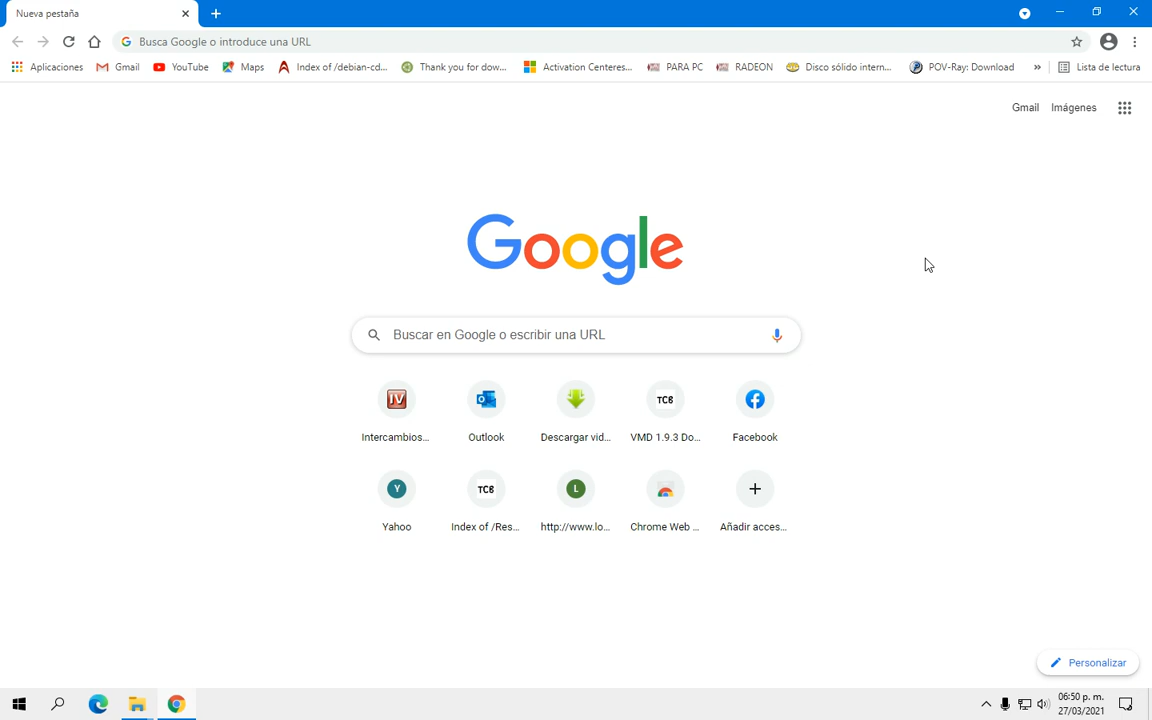 Nueva pestaña
Busca Google o introduce una URL
Aplicaciones Gmail YouTube Maps Index of /debian-cd... Thank you for dow... Activation Centeres... PARA PC RADEON Disco sólido intern... POV-Ray: Download » Lista de lectura
Gmail Imágenes
Google
Buscar en Google o escribir una URL
Intercambios... Outlook Descargar vid... VMD 1.9.3 Do... Facebook
Yahoo Index of /Res... http://www.lo... Chrome Web ... Añadir acces...
Personalizar
06:50 p. m.
27/03/2021